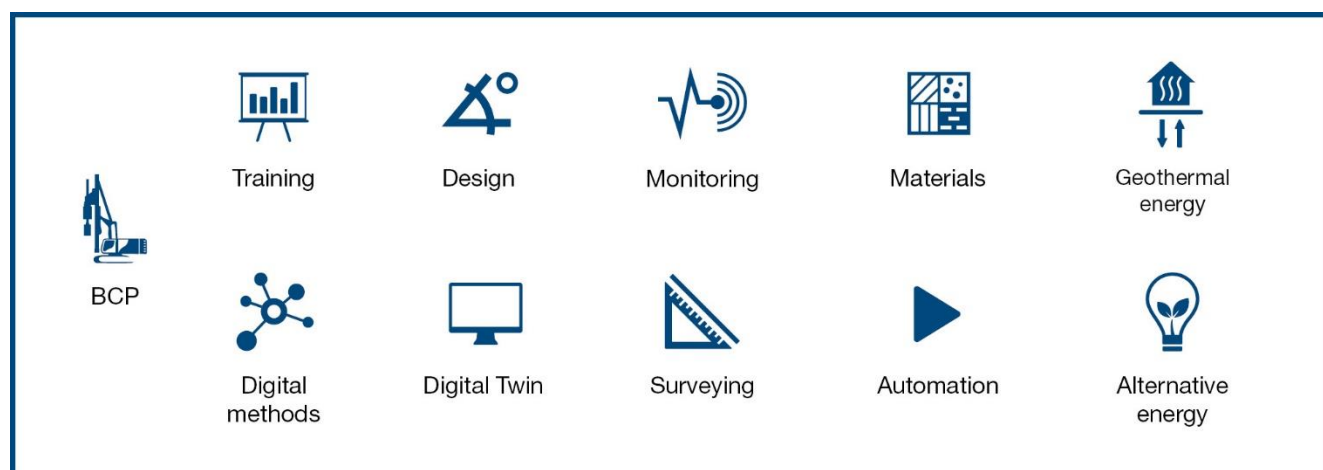 Training
Design
Monitoring
Materials
Geothermal
energy
BCP
Digital
methods
Digital Twin
Surveying
Automation
Alternative
energy